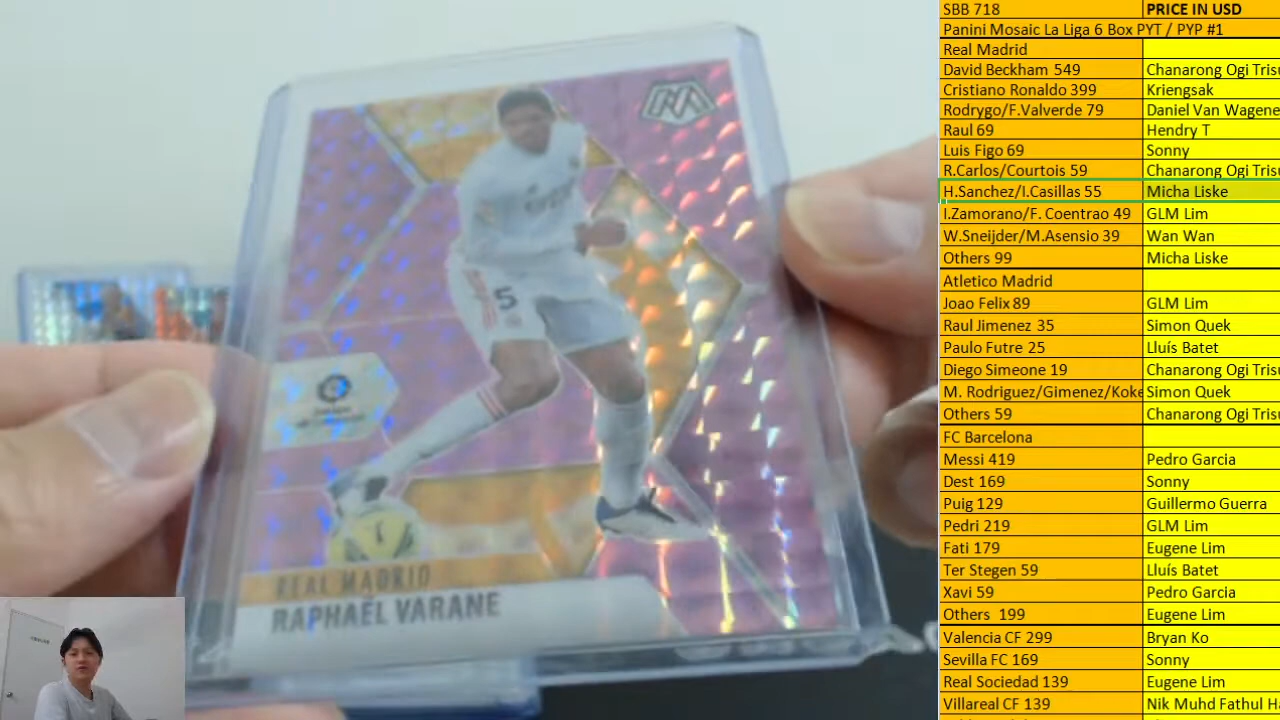 REAL MADRID
RAPHAËL VARANE
5
SBB 718 PRICE IN USD
Panini Mosaic La Liga 6 Box PYT / PYP #1
Real Madrid
David Beckham 549 Chanarong Ogi Trisu
Cristiano Ronaldo 399 Kriengsak
Rodrygo/F.Valverde 79 Daniel Van Wagene
Raul 69 Hendry T
Luis Figo 69 Sonny
R.Carlos/Courtois 59 Chanarong Ogi Trisu
H.Sanchez/I.Casillas 55 Micha Liske
I.Zamorano/F. Coentrao 49 GLM Lim
W.Sneijder/M.Asensio 39 Wan Wan
Others 99 Micha Liske
Atletico Madrid
Joao Felix 89 GLM Lim
Raul Jimenez 35 Simon Quek
Paulo Futre 25 Lluís Batet
Diego Simeone 19 Chanarong Ogi Trisu
M. Rodriguez/Gimenez/Koke Simon Quek
Others 59 Chanarong Ogi Trisu
FC Barcelona
Messi 419 Pedro Garcia
Dest 169 Sonny
Puig 129 Guillermo Guerra
Pedri 219 GLM Lim
Fati 179 Eugene Lim
Ter Stegen 59 Lluís Batet
Xavi 59 Pedro Garcia
Others 199 Eugene Lim
Valencia CF 299 Bryan Ko
Sevilla FC 169 Sonny
Real Sociedad 139 Eugene Lim
Villareal CF 139 Nik Muhd Fathul Ha